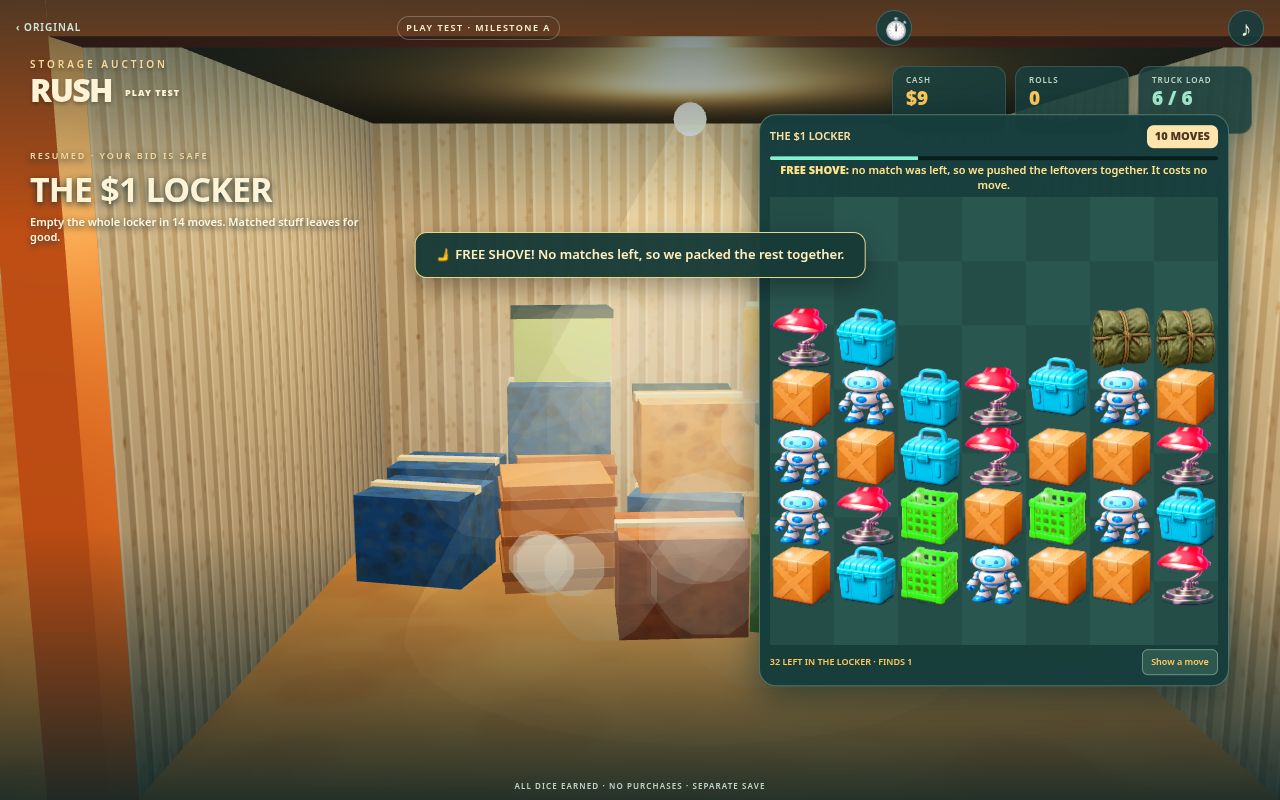 ‹ ORIGINAL
PLAY TEST · MILESTONE A
STORAGE AUCTION
RUSH PLAY TEST
CASH
$9
ROLLS
0
TRUCK LOAD
6 / 6
RESUMED · YOUR BID IS SAFE
THE $1 LOCKER
Empty the whole locker in 14 moves. Matched stuff leaves for
good.
THE $1 LOCKER
10 MOVES
FREE SHOVE: no match was left, so we pushed the leftovers together. It costs no
move.
FREE SHOVE! No matches left, so we packed the rest together.
32 LEFT IN THE LOCKER · FINDS 1
Show a move
ALL DICE EARNED · NO PURCHASES · SEPARATE SAVE